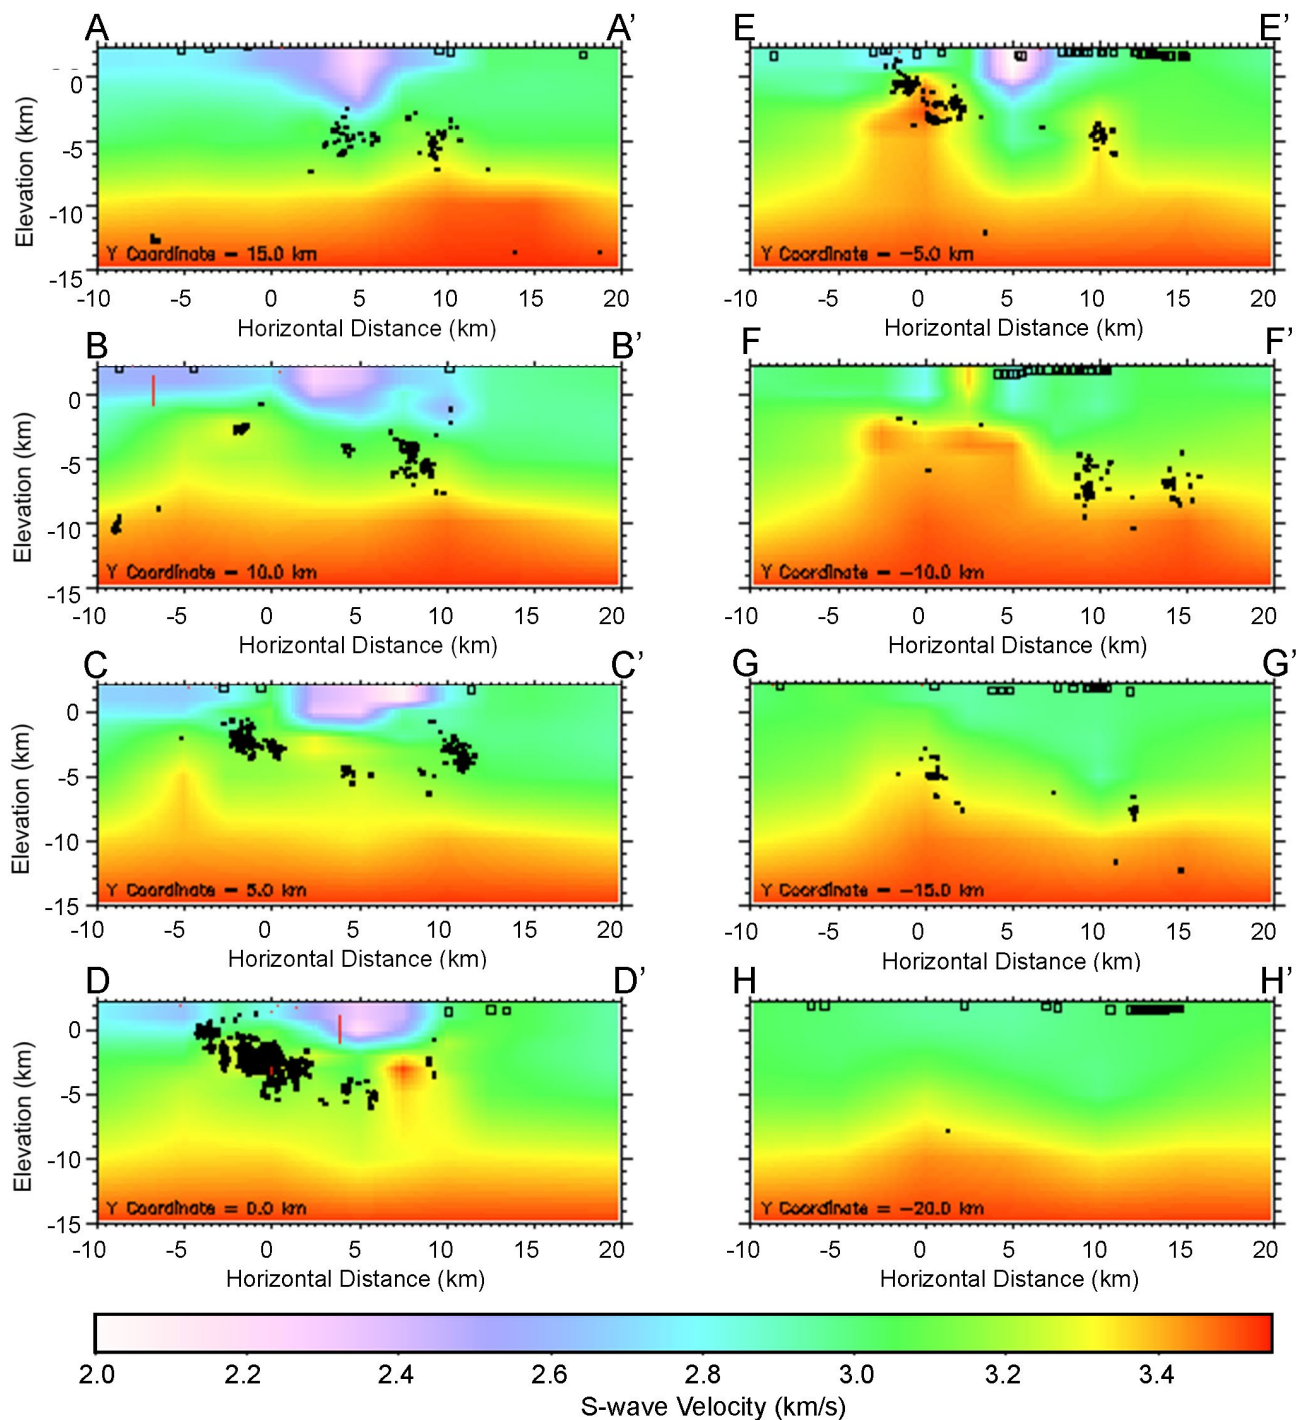 A A’
Elevation (km)
0
-5
-10
-15
Y Coordinate = 15.0 km
-10 -5 0 5 10 15 20
Horizontal Distance (km)
E E’
Y Coordinate = -5.0 km
-10 -5 0 5 10 15 20
Horizontal Distance (km)
B B’
Elevation (km)
0
-5
-10
-15
Y Coordinate = 10.0 km
-10 -5 0 5 10 15 20
Horizontal Distance (km)
F F’
Y Coordinate = -10.0 km
-10 -5 0 5 10 15 20
Horizontal Distance (km)
C C’
Elevation (km)
0
-5
-10
-15
Y Coordinate = 5.0 km
-10 -5 0 5 10 15 20
Horizontal Distance (km)
G G’
Y Coordinate = -15.0 km
-10 -5 0 5 10 15 20
Horizontal Distance (km)
D D’
Elevation (km)
0
-5
-10
-15
Y Coordinate = 0.0 km
-10 -5 0 5 10 15 20
Horizontal Distance (km)
H H’
Y Coordinate = -20.0 km
-10 -5 0 5 10 15 20
Horizontal Distance (km)
2.0 2.2 2.4 2.6 2.8 3.0 3.2 3.4
S-wave Velocity (km/s)